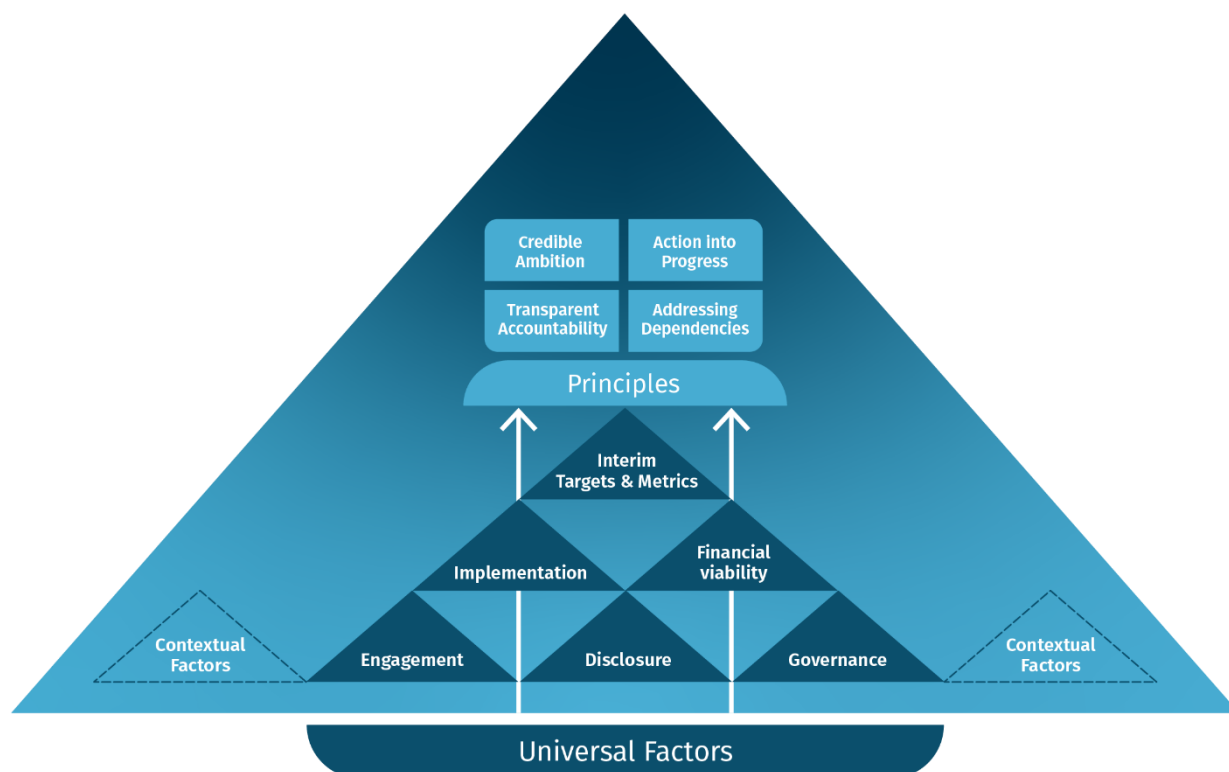 Credible
Ambition
Action into
Progress
Transparent
Accountability
Addressing
Dependencies
Principles
Interim
Targets & Metrics
Implementation
Financial
viability
Contextual
Factors
Engagement
Disclosure
Governance
Contextual
Factors
Universal Factors